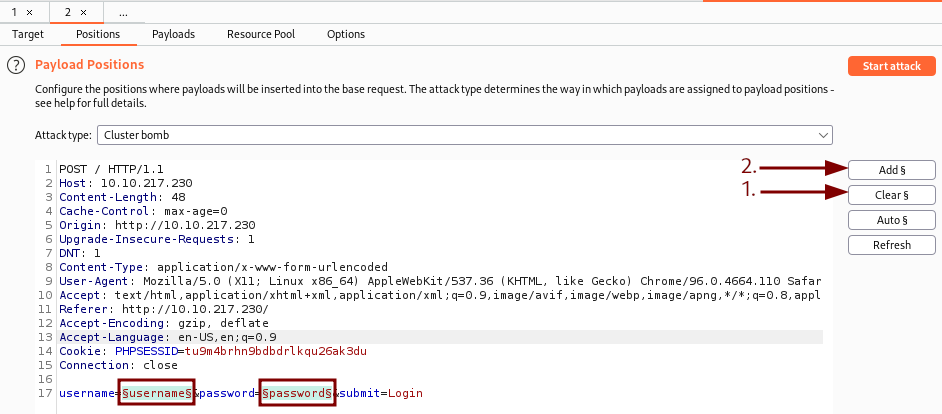 1 × 2 × ...
Target Positions Payloads Resource Pool Options
? Payload Positions Start attack
Configure the positions where payloads will be inserted into the base request. The attack type determines the way in which payloads are assigned to payload positions -
see help for full details.
Attack type: Cluster bomb
1 POST / HTTP/1.1
2 Host: 10.10.217.230
3 Content-Length: 48
4 Cache-Control: max-age=0
5 Origin: http://10.10.217.230
6 Upgrade-Insecure-Requests: 1
7 DNT: 1
8 Content-Type: application/x-www-form-urlencoded
9 User-Agent: Mozilla/5.0 (X11; Linux x86_64) AppleWebKit/537.36 (KHTML, like Gecko) Chrome/96.0.4664.110 Safar
10 Accept: text/html,application/xhtml+xml,application/xml;q=0.9,image/avif,image/webp,image/apng,*/*;q=0.8,appl
11 Referer: http://10.10.217.230/
12 Accept-Encoding: gzip, deflate
13 Accept-Language: en-US,en;q=0.9
14 Cookie: PHPSESSID=tu9m4brhn9bdbdrlkqu26ak3du
15 Connection: close
16
17 username=§username§&password=§password§&submit=Login
2. Add §
1. Clear §
Auto §
Refresh